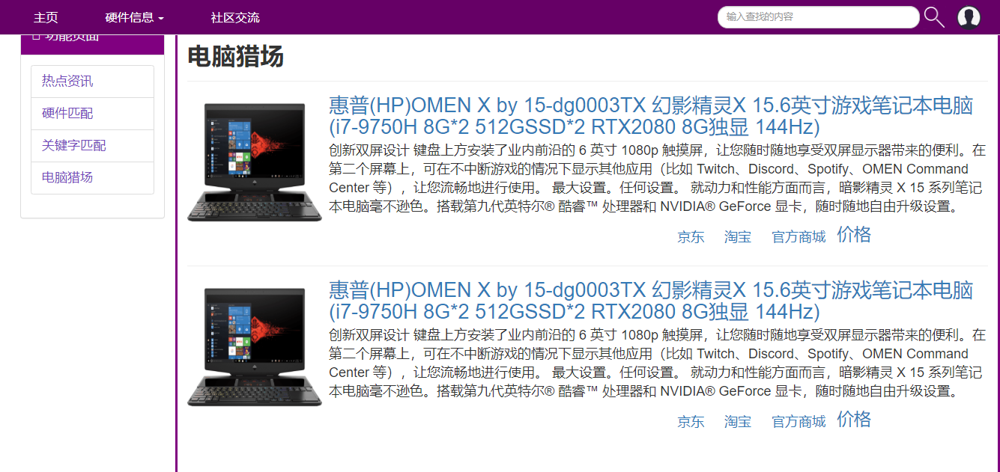 主页
硬件信息
社区交流
输入查找的内容
功能页面
热点资讯
硬件匹配
关键字匹配
电脑猎场
电脑猎场
惠普(HP)OMEN X by 15-dg0003TX 幻影精灵X 15.6英寸游戏笔记本电脑
(i7-9750H 8G*2 512GSSD*2 RTX2080 8G独显 144Hz)
创新双屏设计 键盘上方安装了业内前沿的 6 英寸 1080p 触摸屏，让您随时随地享受双屏显示器带来的便利。在
第二个屏幕上，可在不中断游戏的情况下显示其他应用（比如 Twitch、Discord、Spotify、OMEN Command
Center 等），让您流畅地进行使用。 最大设置。任何设置。 就动力和性能方面而言，暗影精灵 X 15 系列笔记
本电脑毫不逊色。搭载第九代英特尔® 酷睿™ 处理器和 NVIDIA® GeForce 显卡，随时随地自由升级设置。
京东 淘宝 官方商城 价格
惠普(HP)OMEN X by 15-dg0003TX 幻影精灵X 15.6英寸游戏笔记本电脑
(i7-9750H 8G*2 512GSSD*2 RTX2080 8G独显 144Hz)
创新双屏设计 键盘上方安装了业内前沿的 6 英寸 1080p 触摸屏，让您随时随地享受双屏显示器带来的便利。在
第二个屏幕上，可在不中断游戏的情况下显示其他应用（比如 Twitch、Discord、Spotify、OMEN Command
Center 等），让您流畅地进行使用。 最大设置。任何设置。 就动力和性能方面而言，暗影精灵 X 15 系列笔记
本电脑毫不逊色。搭载第九代英特尔® 酷睿™ 处理器和 NVIDIA® GeForce 显卡，随时随地自由升级设置。
京东 淘宝 官方商城 价格